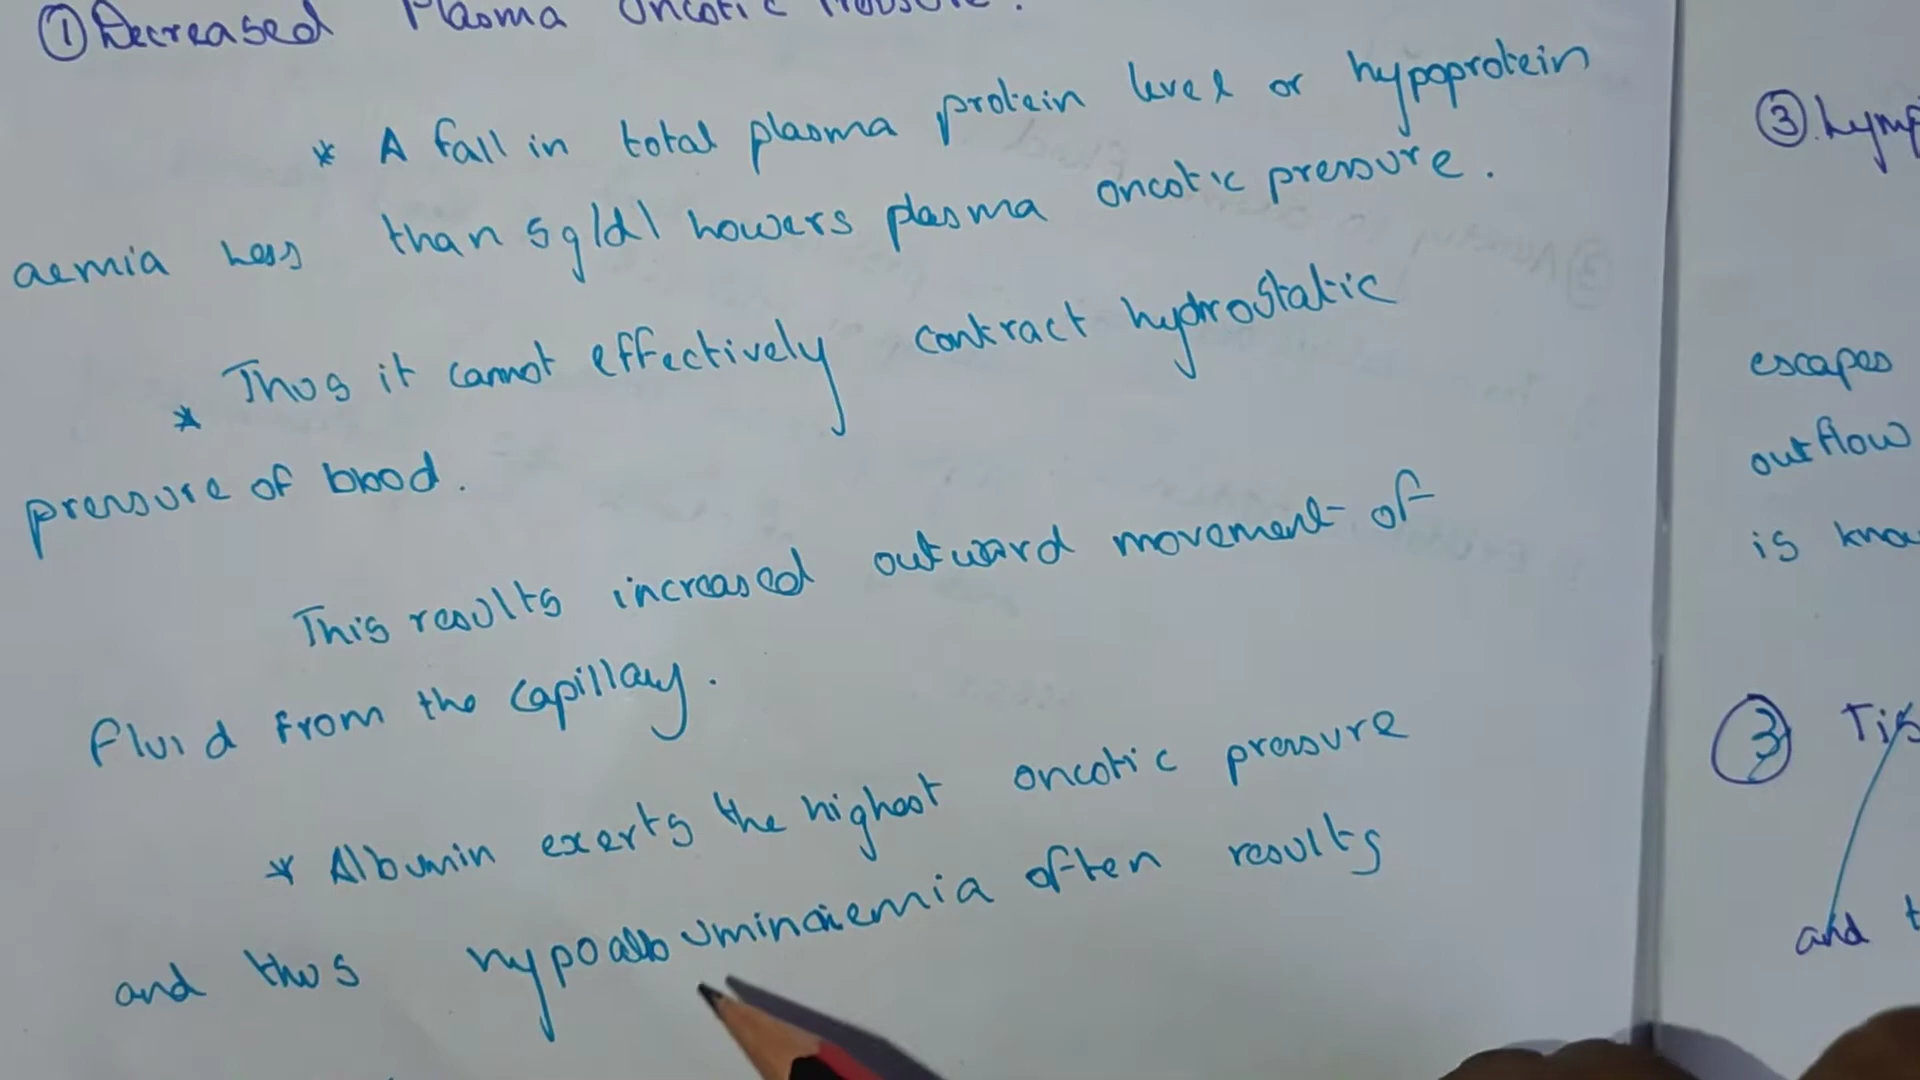 ① Decreased Plasma Oncotic Pressure.
* A fall in total plasma protein level or hypoprotein
aemia Less than 5g/dl Lowers plasma oncotic pressure.
* Thus it cannot effectively contract hydrostatic
pressure of blood.
This results increased outward movement of
fluid from the capillary.
* Albumin exerts the highest oncotic pressure
and thus hypoalbuminaemia often results
③.
escapes
outflow
is
③
and